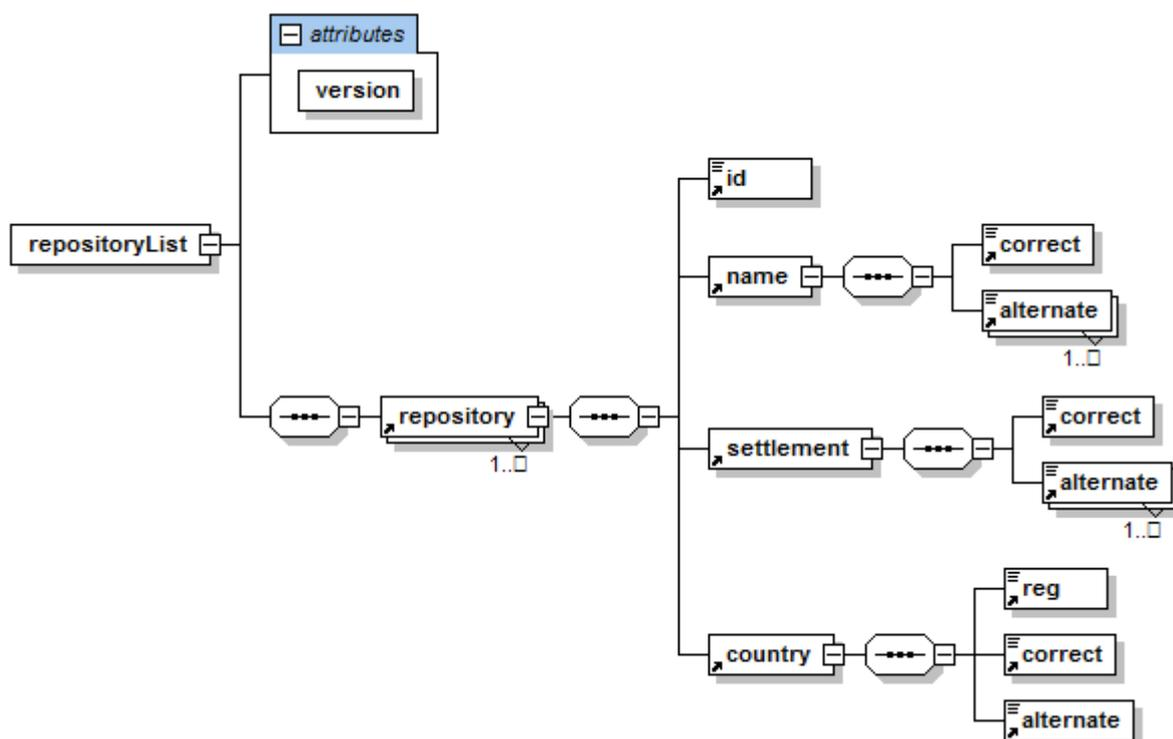 attributes
version
repositoryList
id
name
correct
alternate
1..□
repository
1..□
settlement
correct
alternate
1..□
country
reg
correct
alternate